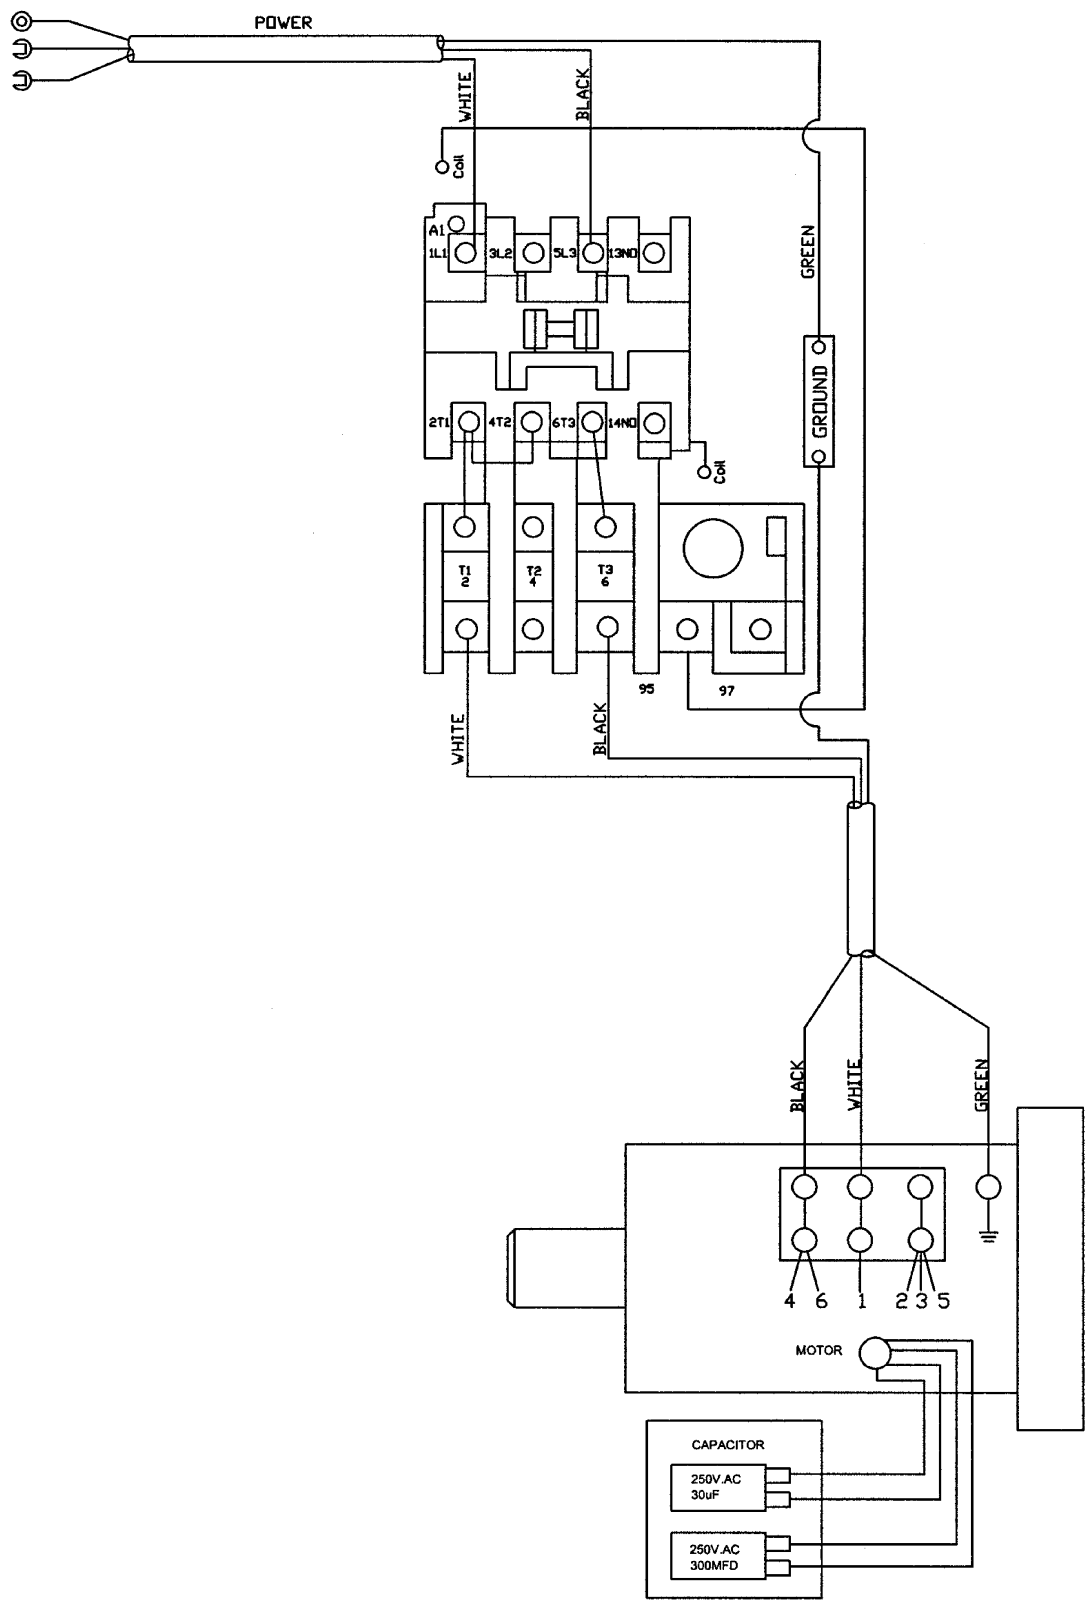 POWER
WHITE
BLACK
Coil
A1
1L1
3L2
5L3
13NO
GREEN
GROUND
2T1
4T2
6T3
14NO
Coil
T1
2
T2
4
T3
6
95
97
WHITE
BLACK
BLACK
WHITE
GREEN
4 6 1 2 3 5
MOTOR
CAPACITOR
250V.AC
30uF
250V.AC
300MFD